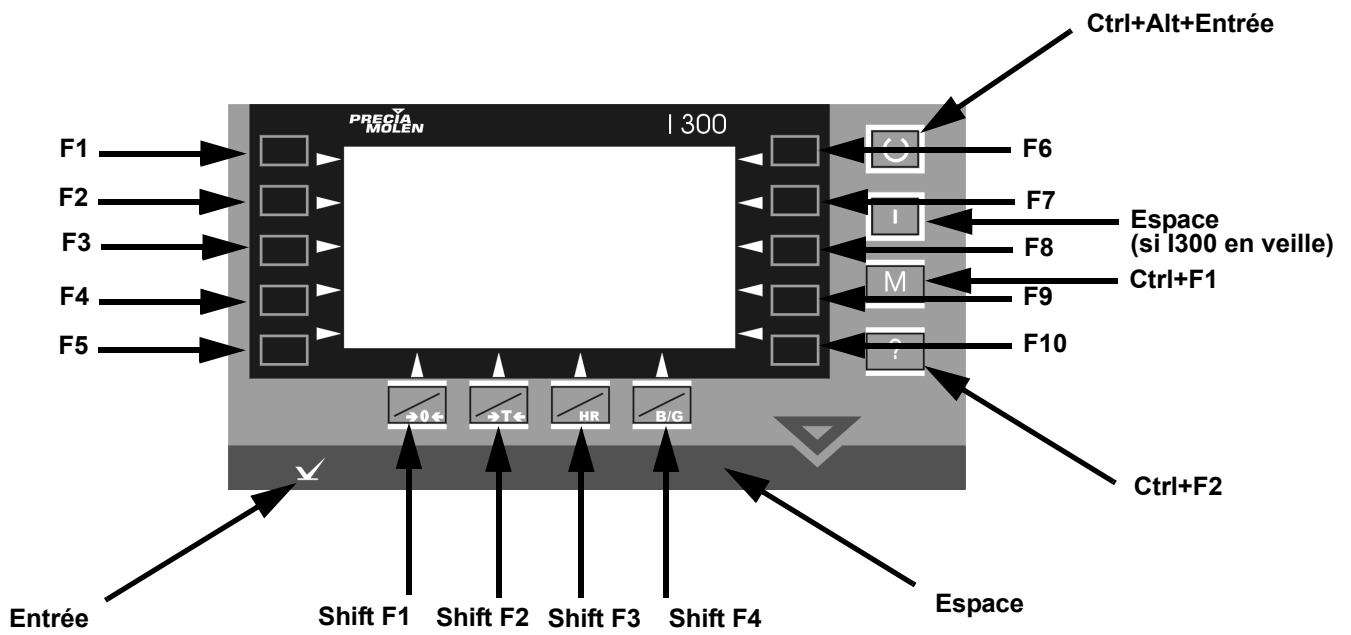 Ctrl+Alt+Entrée
PRECIA
MOLEN
I 300
F1
F6
F2
F7
I
Espace
(si I300 en veille)
F3
F8
M
Ctrl+F1
F4
F9
F5
F10
?
→0←
→T←
HR
B/G
Ctrl+F2
Entrée
Shift F1
Shift F2
Shift F3
Shift F4
Espace